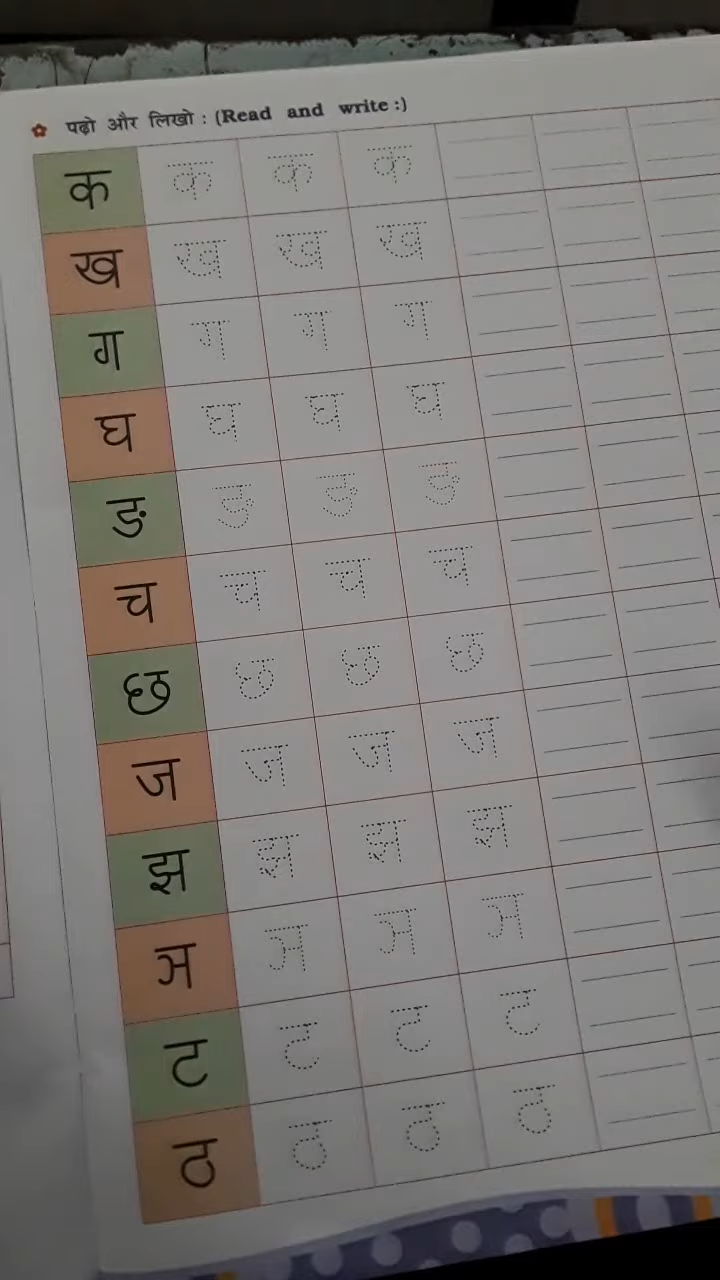 पढ़ो और लिखो : (Read and write :)
क क क क
ख ख ख ख
ग ग ग ग
घ घ घ घ
ङ ङ ङ ङ
च च च च
छ छ छ छ
ज ज ज ज
झ झ झ झ
ञ ञ ञ ञ
ट ट ट ट
ठ ठ ठ ठ